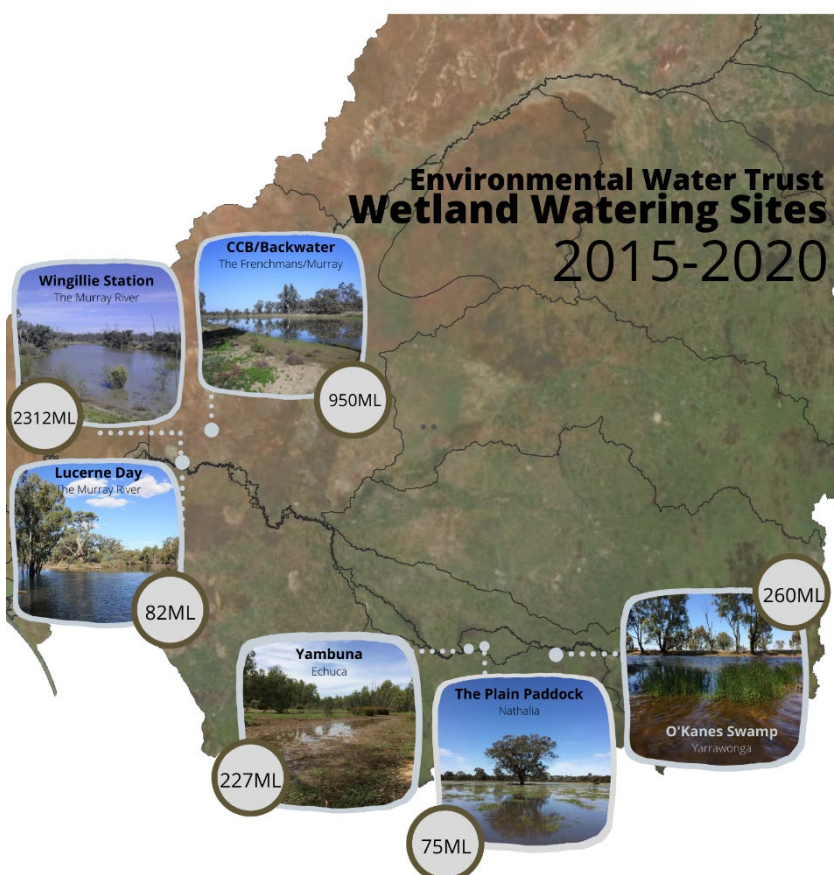 Environmental Water Trust
Wetland Watering Sites
2015-2020
CCB/Backwater
The Frenchmans/Murray
950ML
Wingillie Station
The Murray River
2312ML
Lucerne Day
The Murray River
82ML
Yambuna
Echuca
227ML
The Plain Paddock
Nathalia
75ML
260ML
O'Kanes Swamp
Yarrawonga